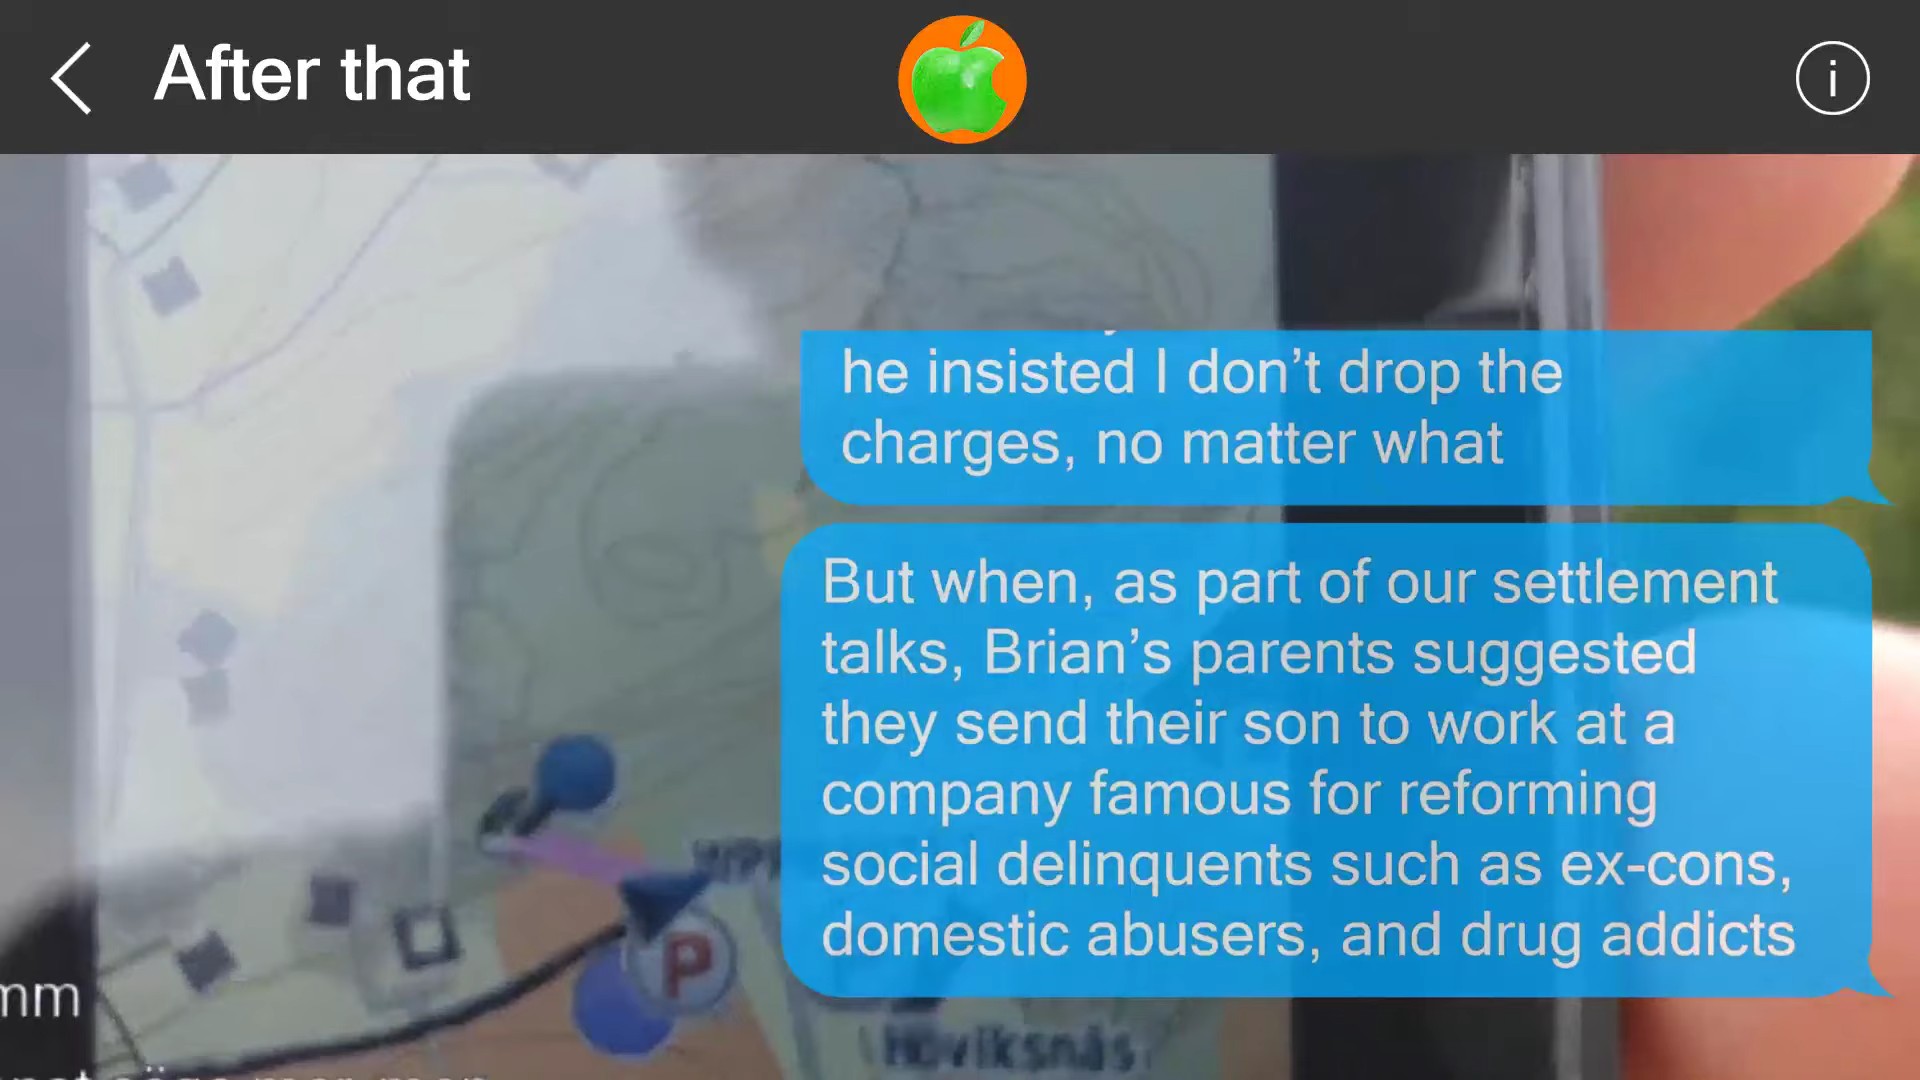 After that
he insisted I don’t drop the
charges, no matter what
But when, as part of our settlement
talks, Brian’s parents suggested
they send their son to work at a
company famous for reforming
social delinquents such as ex-cons,
domestic abusers, and drug addicts
P
Höviksnäs
mm